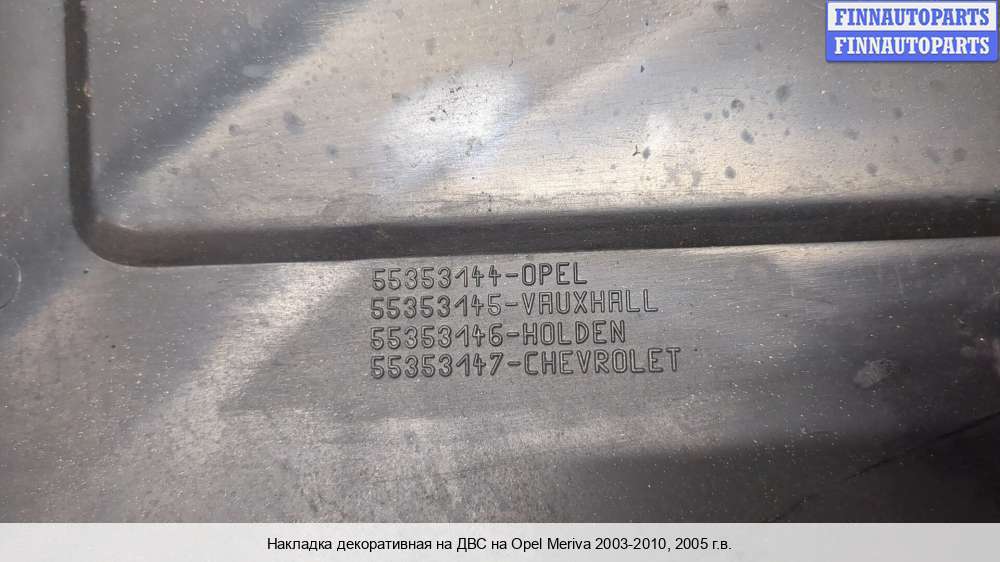 FINNAUTOPARTS
FINNAUTOPARTS
55353144-OPEL
55353145-VAUXHALL
55353146-HOLDEN
55353147-CHEVROLET
Накладка декоративная на ДВС на Opel Meriva 2003-2010, 2005 г.в.